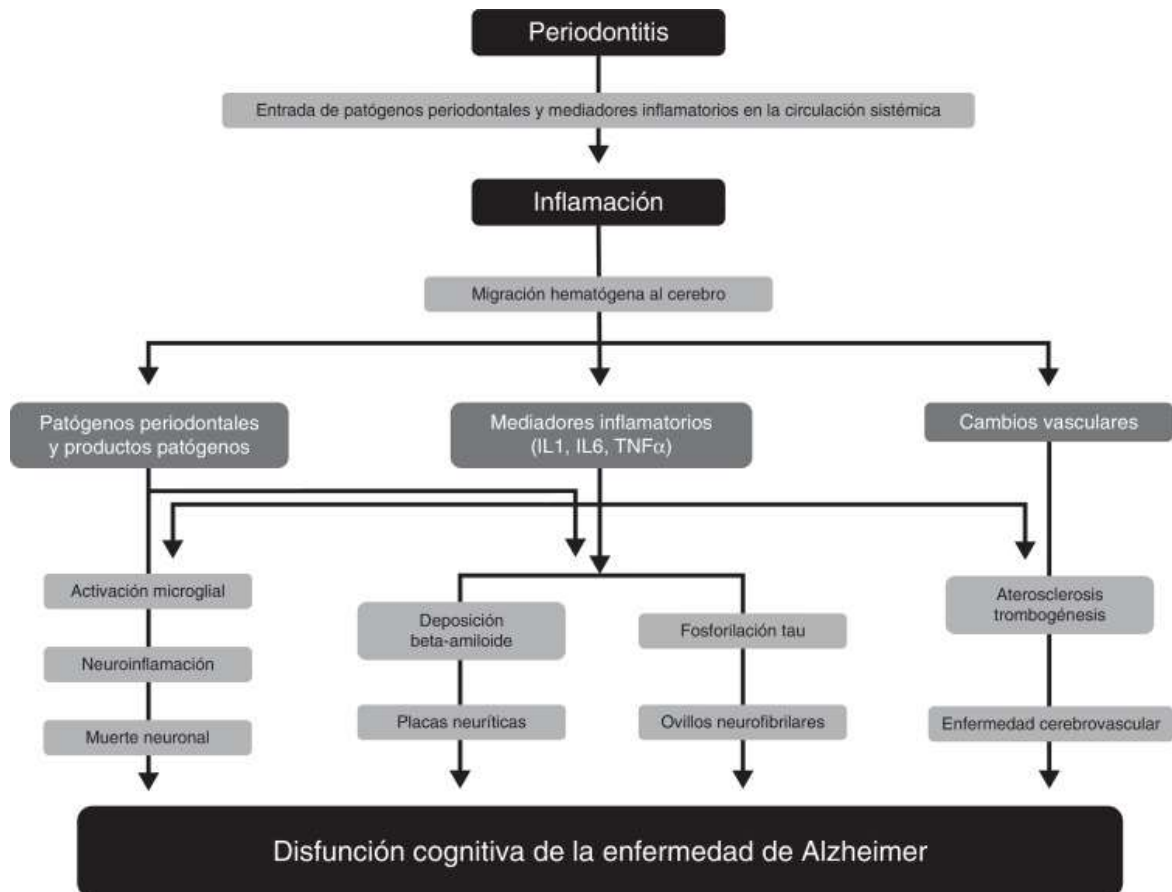 Periodontitis
Entrada de patógenos periodontales y mediadores inflamatorios en la circulación sistémica
Inflamación
Migración hematógena al cerebro
Patógenos periodontales
y productos patógenos
Mediadores inflamatorios
(IL1, IL6, TNFα)
Cambios vasculares
Activación microglial
Neuroinflamación
Muerte neuronal
Deposición
beta-amiloide
Placas neuríticas
Fosforilación tau
Ovillos neurofibrilares
Aterosclerosis
trombogénesis
Enfermedad cerebrovascular
Disfunción cognitiva de la enfermedad de Alzheimer